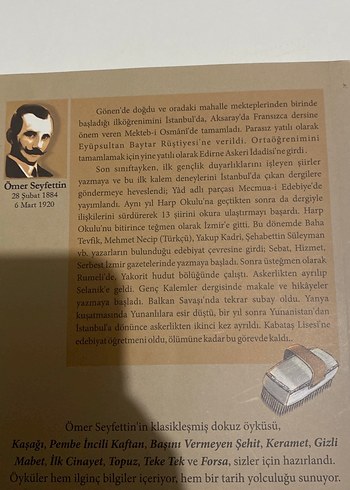 Gönen'de doğdu ve oradaki mahalle mekteplerinden birinde
başladığı ilköğrenimini İstanbul'da, Aksaray'da Fransızca dersine
önem veren Mekteb-i Osmâni'de tamamladı. Parasız yatılı olarak
Eyüpsultan Baytar Rüştiyesi'ne verildi. Ortaöğrenimini
tamamlamak için yine yatılı olarak Edirne Askeri İdadisi'ne girdi.
Son sınıftayken, ilk gençlik duyarlıklarını işleyen şiirler
yazmaya ve bu ilk kalem deneylerini İstanbul'da çıkan dergilere
göndermeye heveslendi; Yâd adlı parçası Mecmua-i Edebiye'de
yayımlandı. Aynı yıl Harp Okulu'na geçtikten sonra da dergiyle
ilişkilerini sürdürerek 13 şiirini okura ulaştırmayı başardı. Harp
Okulu'nu bitirince teğmen olarak İzmir'e gitti. Bu dönemde Baha
Tevfik, Mehmet Necip (Türkçü), Yakup Kadri, Şehabettin Süleyman
vb. yazarların bulunduğu edebiyat çevresine girdi; Sebat, Hizmet,
Serbest İzmir gazetelerinde yazmaya başladı. Sonra üsteğmen olarak
Rumeli'de, Yakorit hudut bölüğünde çalıştı. Askerlikten ayrılıp
Selanik'e geldi. Genç Kalemler dergisinde makale ve hikâyeler
yazmaya başladı. Balkan Savaşı'nda tekrar subay oldu. Yanya
kuşatmasında Yunanlılara esir düştü, bir yıl sonra Yunanistan'dan
İstanbul'a dönünce askerlikten ikinci kez ayrıldı. Kabataş Lisesi'ne
edebiyat öğretmeni oldu, ölümüne kadar bu görevde kaldı.
Ömer Seyfettin
28 Şubat 1884
6 Mart 1920
Ömer Seyfettin'in klasikleşmiş dokuz öyküsü,
Kaşağı, Pembe İncili Kaftan, Başını Vermeyen Şehit, Keramet, Gizli
Mabet, İlk Cinayet, Topuz, Teke Tek ve Forsa, sizler için hazırlandı.
Öyküler hem ilginç bilgiler içeriyor, hem bir tarih yolculuğu sunuyor.